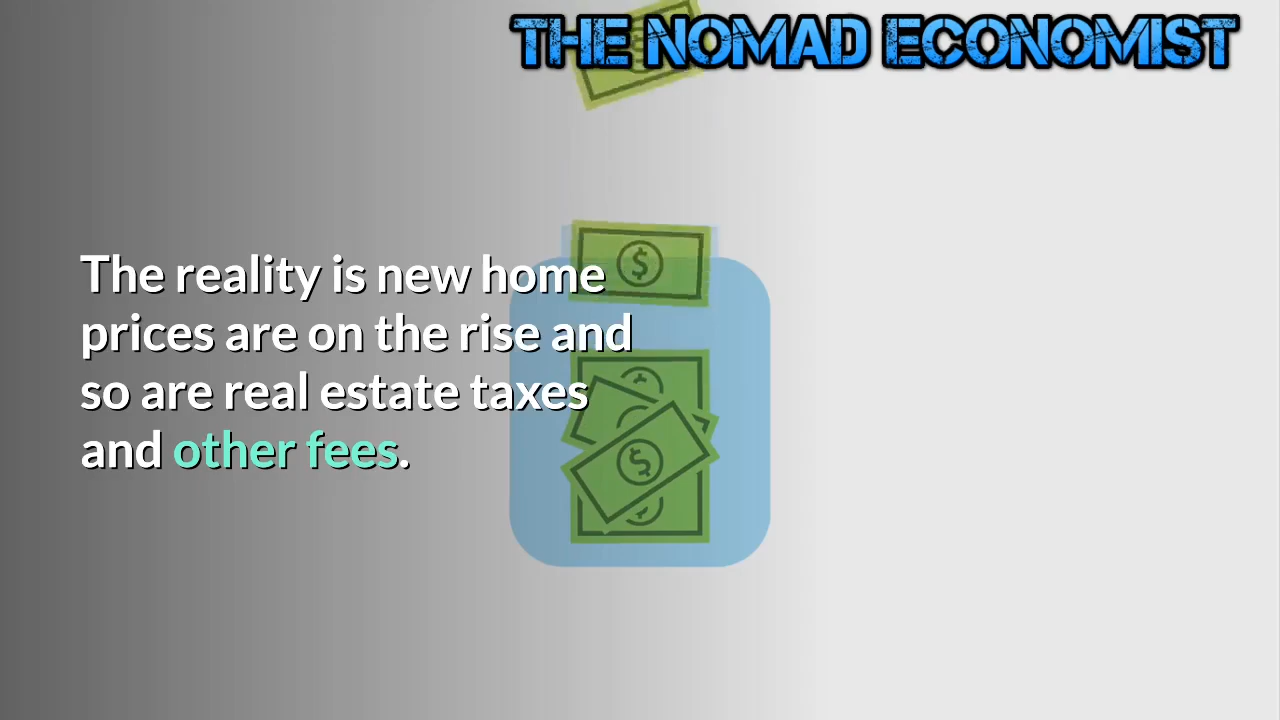 THE NOMAD ECONOMIST
The reality is new home
prices are on the rise and
so are real estate taxes
and other fees.
$
$